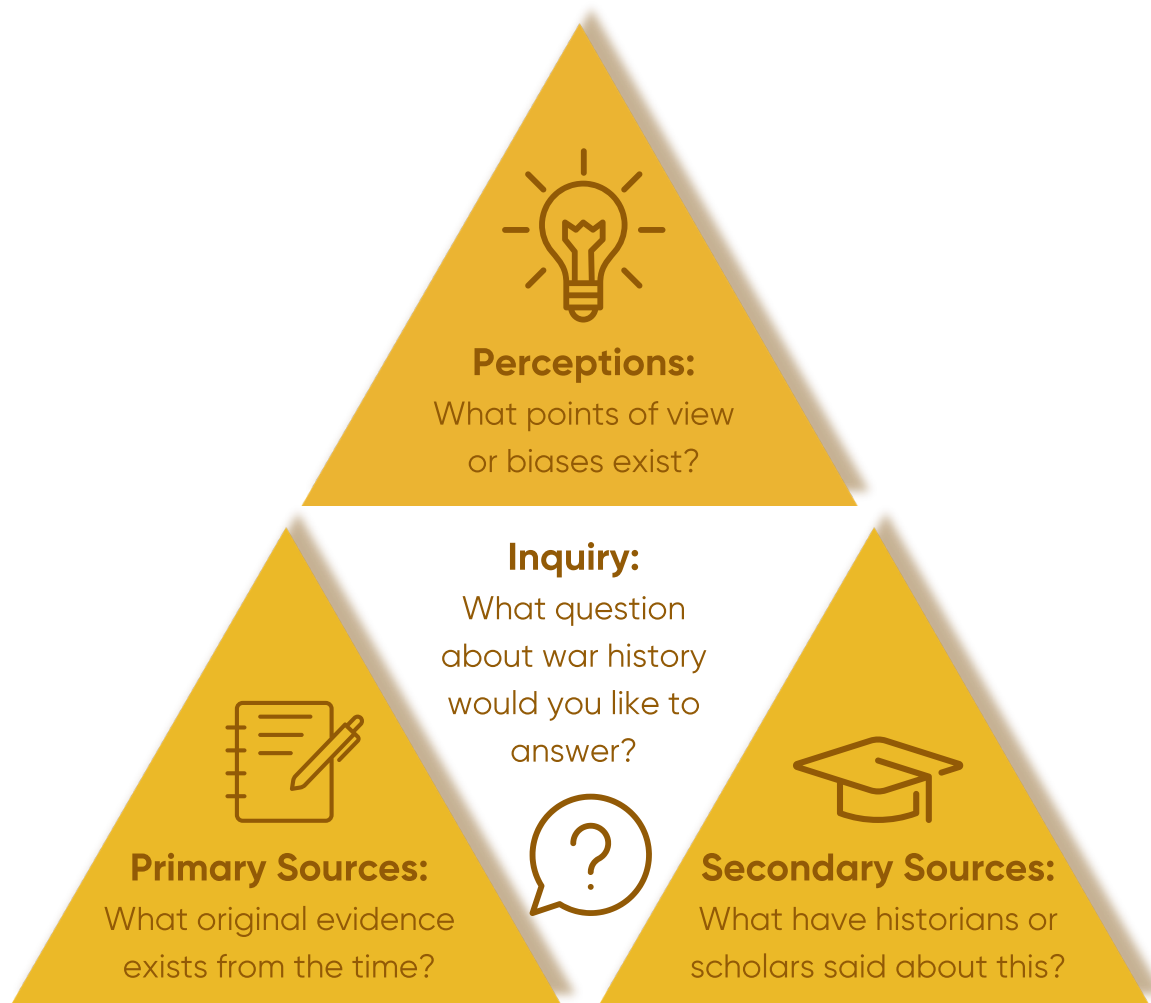 Perceptions:
What points of view
or biases exist?
Inquiry:
What question
about war history
would you like to
answer?
?
Primary Sources:
What original evidence
exists from the time?
Secondary Sources:
What have historians or
scholars said about this?